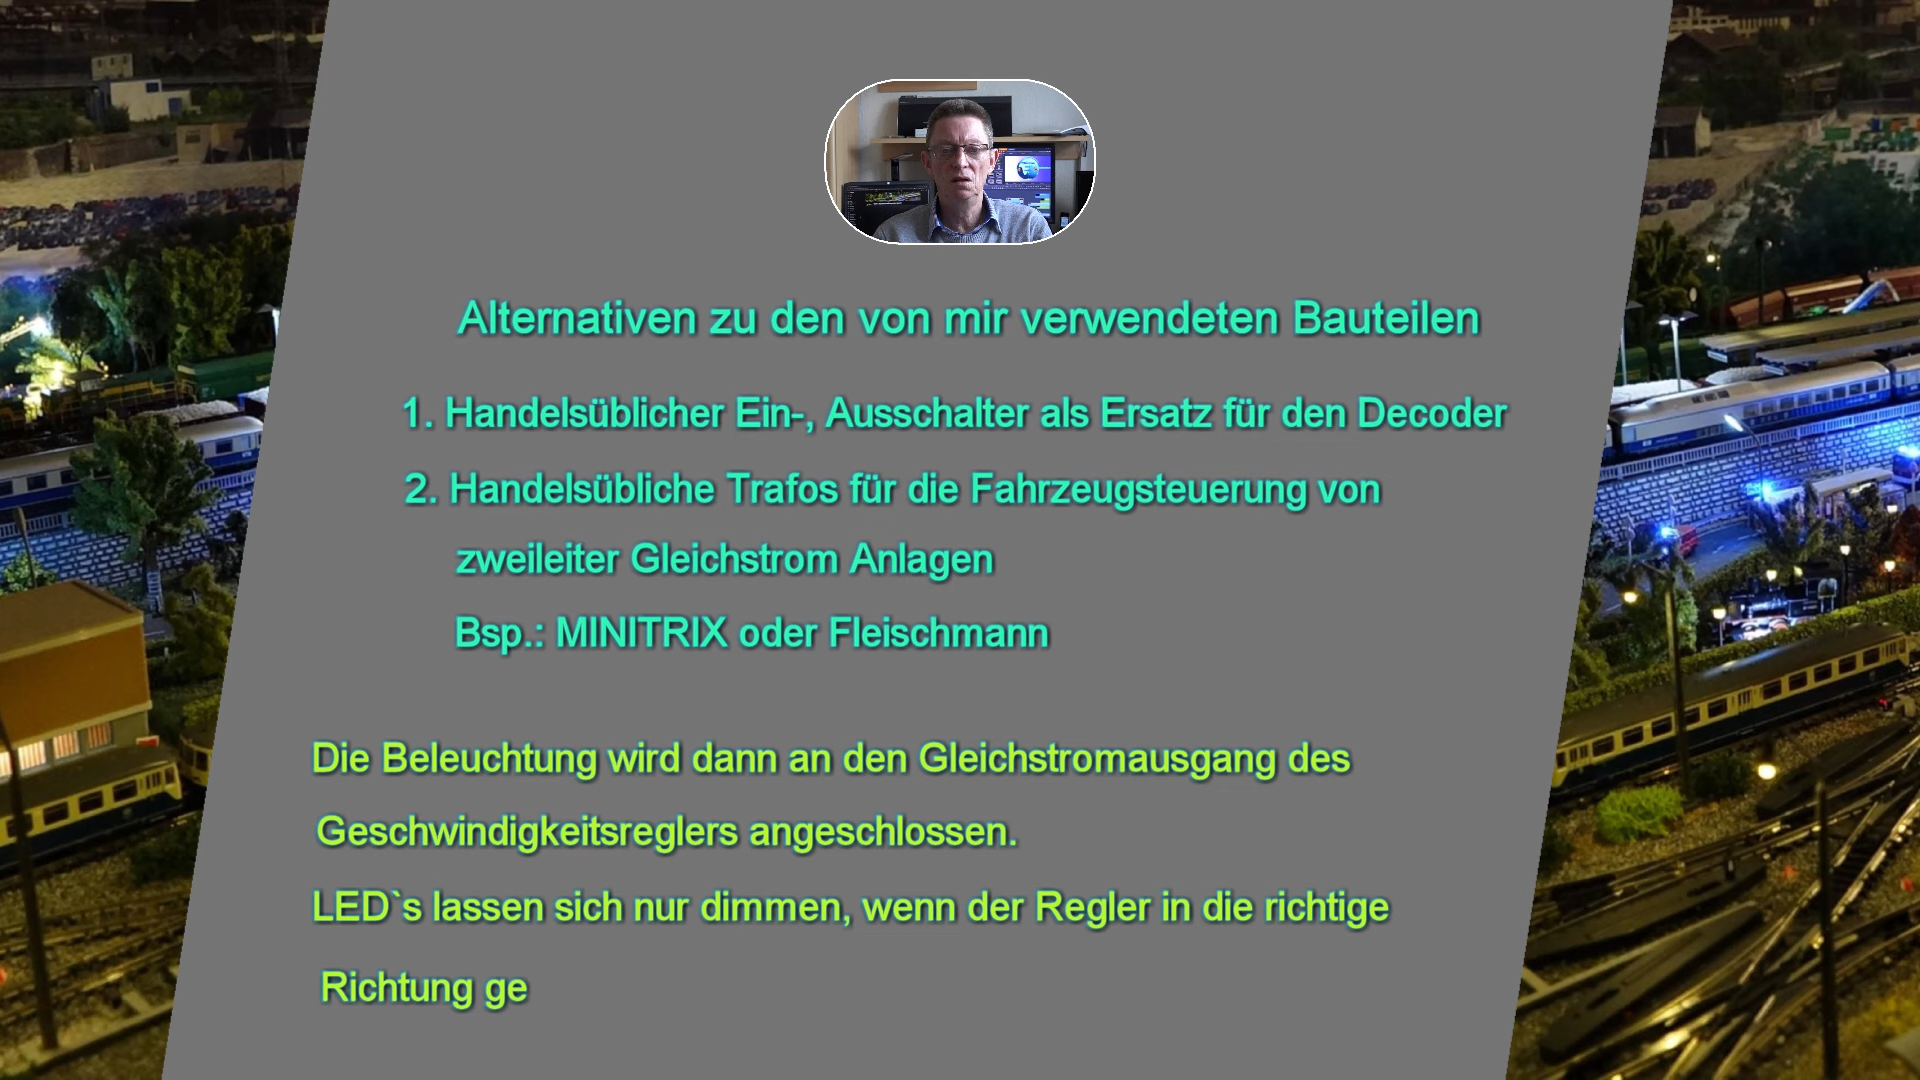 Alternativen zu den von mir verwendeten Bauteilen
1. Handelsüblicher Ein-, Ausschalter als Ersatz für den Decoder
2. Handelsübliche Trafos für die Fahrzeugsteuerung von
zweileiter Gleichstrom Anlagen
Bsp.: MINITRIX oder Fleischmann
Die Beleuchtung wird dann an den Gleichstromausgang des
Geschwindigkeitsreglers angeschlossen.
LED`s lassen sich nur dimmen, wenn der Regler in die richtige
Richtung ge